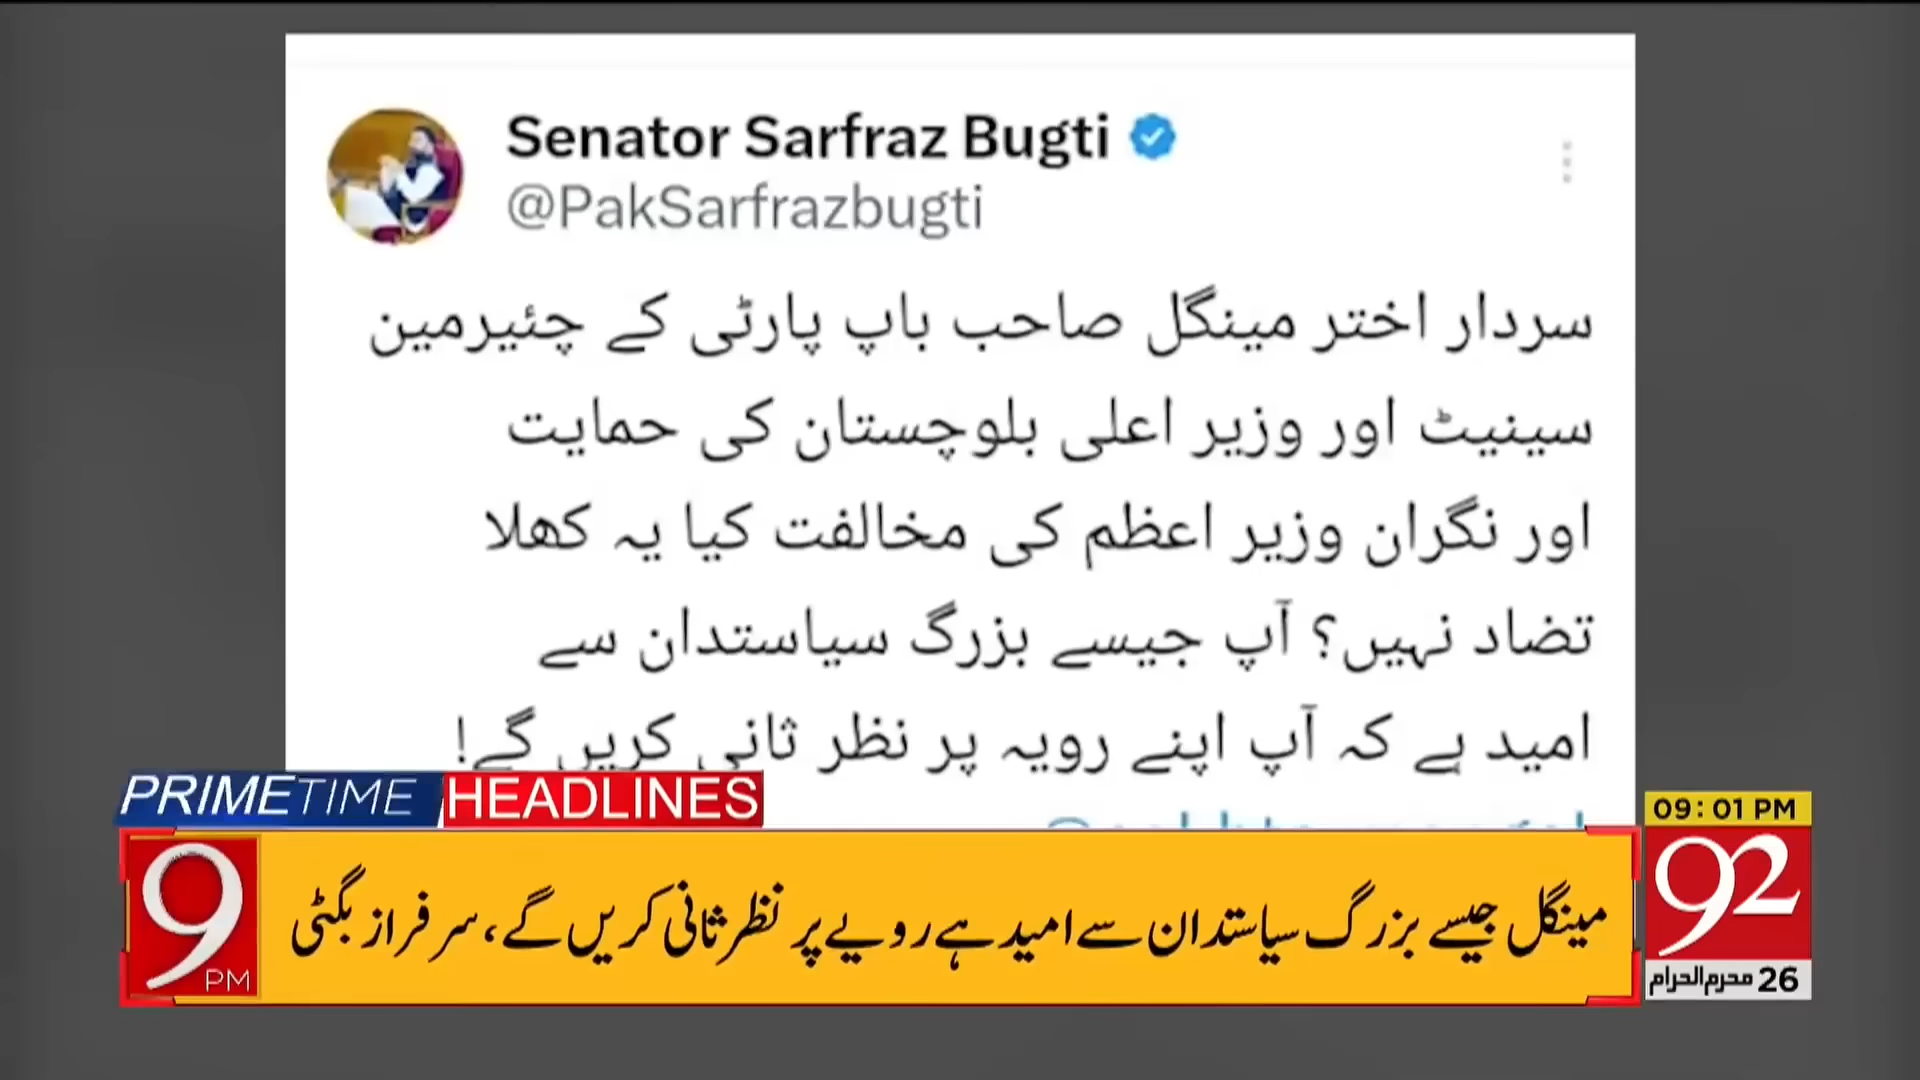 Senator Sarfraz Bugti
@PakSarfrazbugti
سردار اختر مینگل صاحب باپ پارٹی کے چئیرمین
سینیٹ اور وزیر اعلی بلوچستان کی حمایت
اور نگران وزیر اعظم کی مخالفت کیا یہ کھلا
تضاد نہیں؟ آپ جیسے بزرگ سیاستدان سے
امید ہے کہ آپ اپنے رویہ پر نظر ثانی کریں گے!
PRIMETIME HEADLINES
09:01 PM
9 PM
مینگل جیسے بزرگ سیاستدان سے امید ہے رویے پر نظر ثانی کریں گے، سرفراز بگٹی
92
26 محرم الحرام